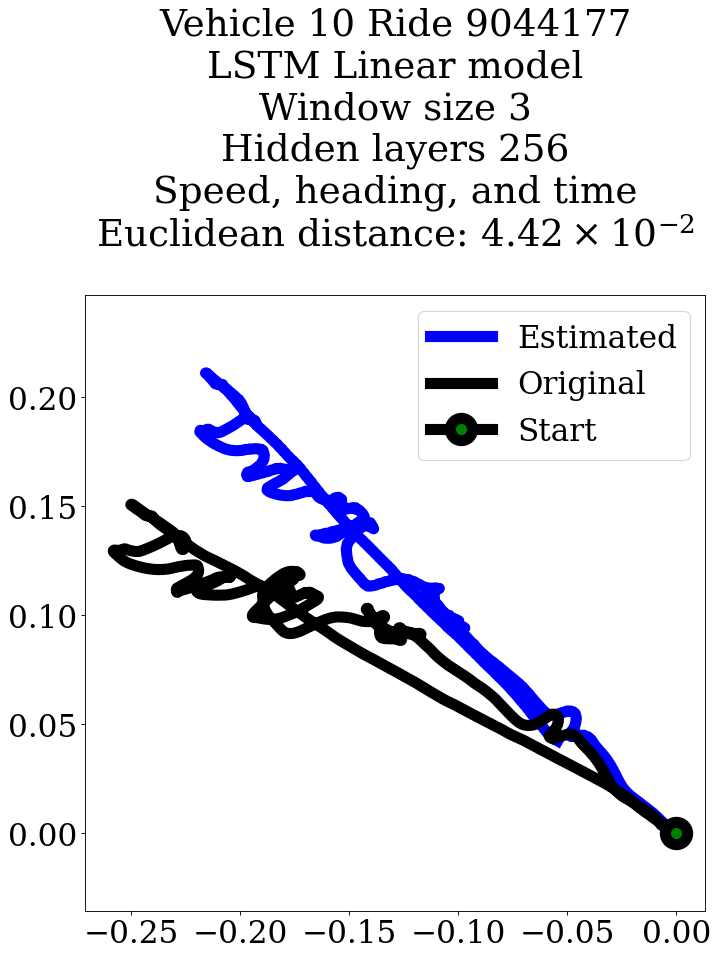 Vehicle 10 Ride 9044177
LSTM Linear model
Window size 3
Hidden layers 256
Speed, heading, and time
Euclidean distance: 4.42 × 10⁻²
Estimated
Original
Start
0.20
0.15
0.10
0.05
0.00
−0.25 −0.20 −0.15 −0.10 −0.05 0.00